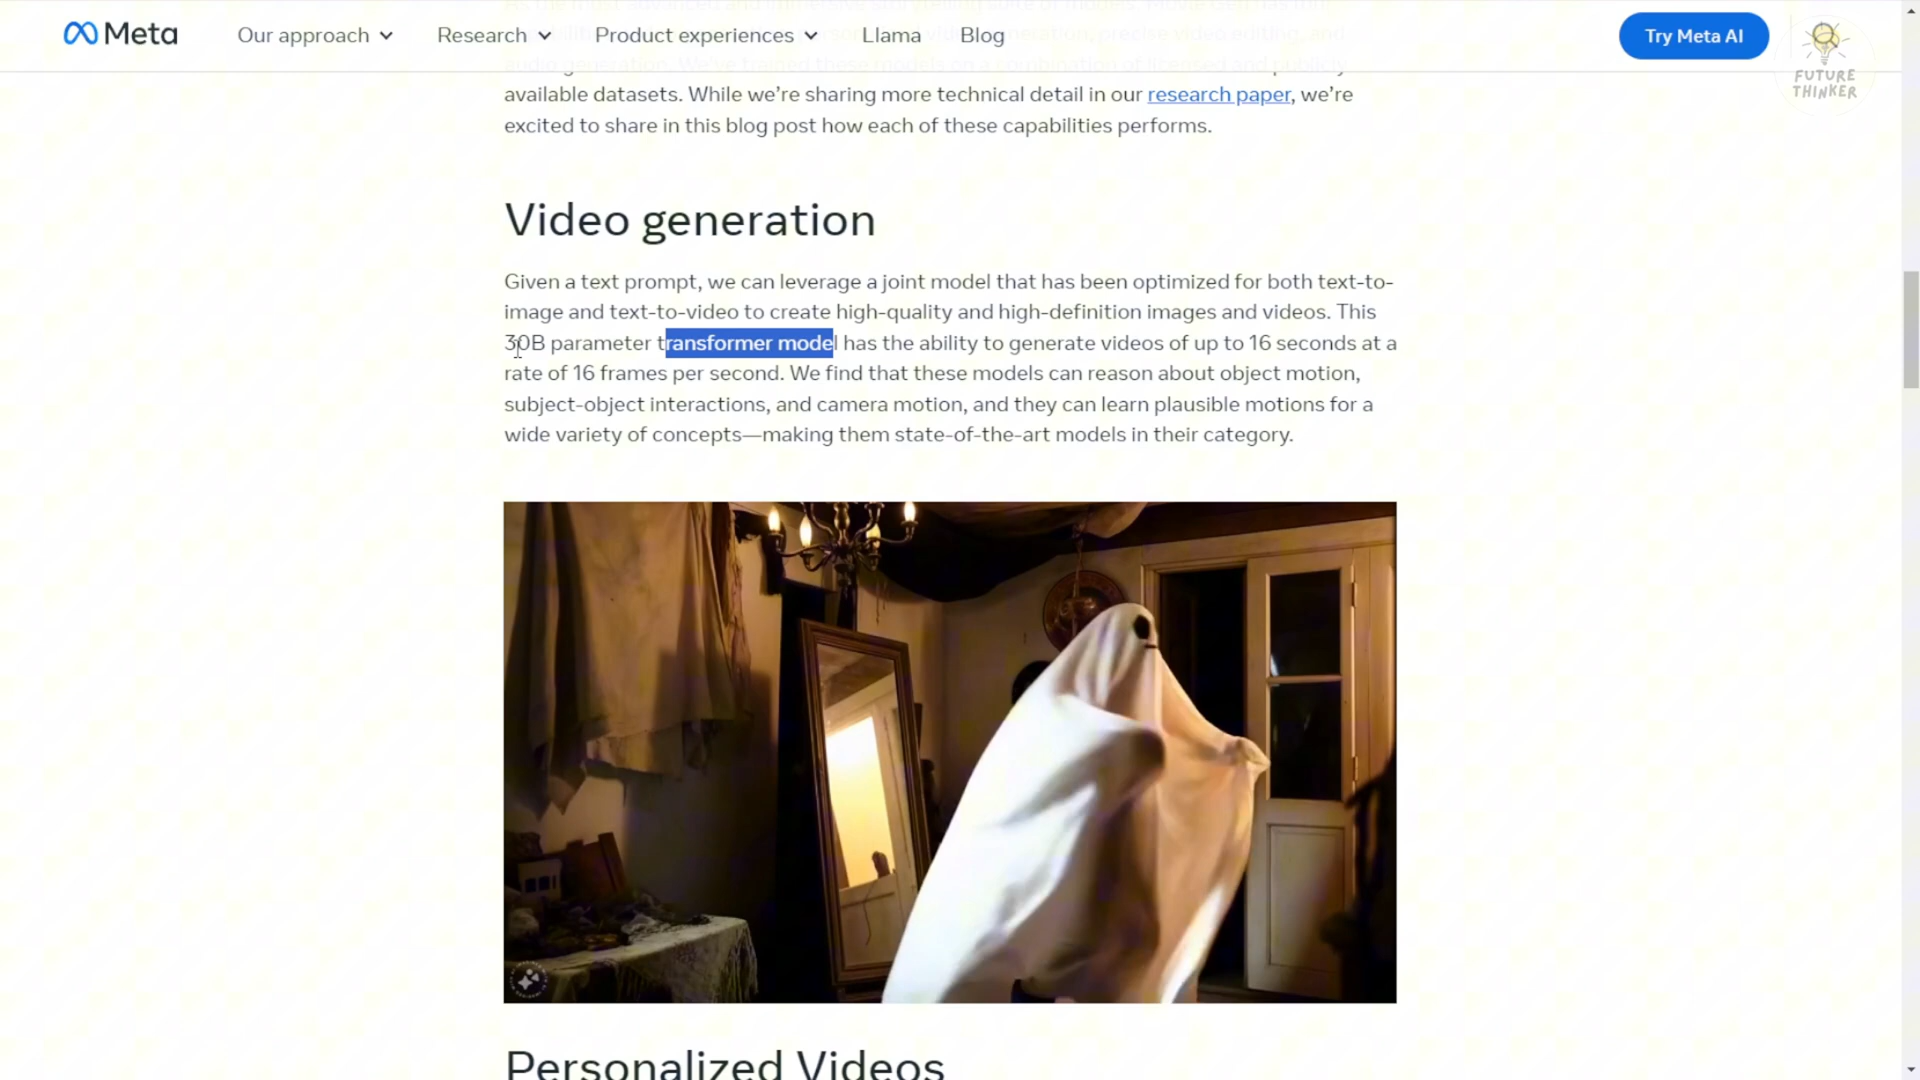 Meta
Our approach
Research
Product experiences
Llama
Blog
Try Meta AI
FUTURE
THINKER
available datasets. While we’re sharing more technical detail in our research paper, we’re
excited to share in this blog post how each of these capabilities performs.
Video generation
Given a text prompt, we can leverage a joint model that has been optimized for both text-to-
image and text-to-video to create high-quality and high-definition images and videos. This
30B parameter transformer model has the ability to generate videos of up to 16 seconds at a
rate of 16 frames per second. We find that these models can reason about object motion,
subject-object interactions, and camera motion, and they can learn plausible motions for a
wide variety of concepts—making them state-of-the-art models in their category.
Personalized Videos